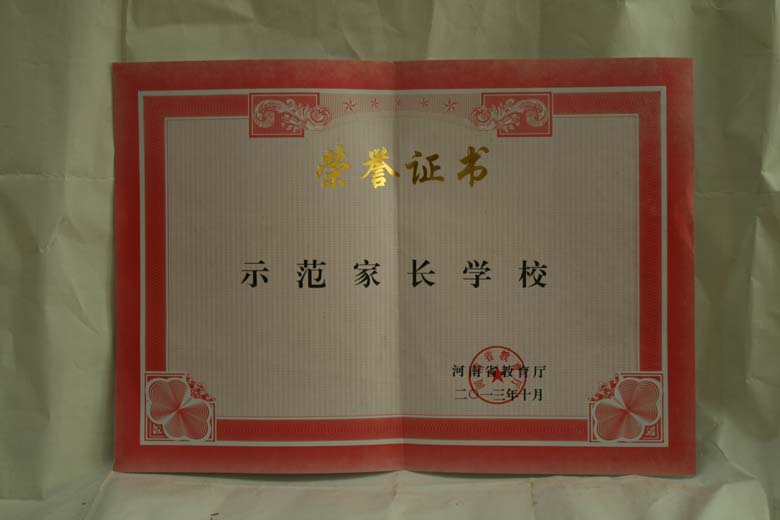 荣誉证书
示范家长学校
河南省教育厅
二〇一三年十月